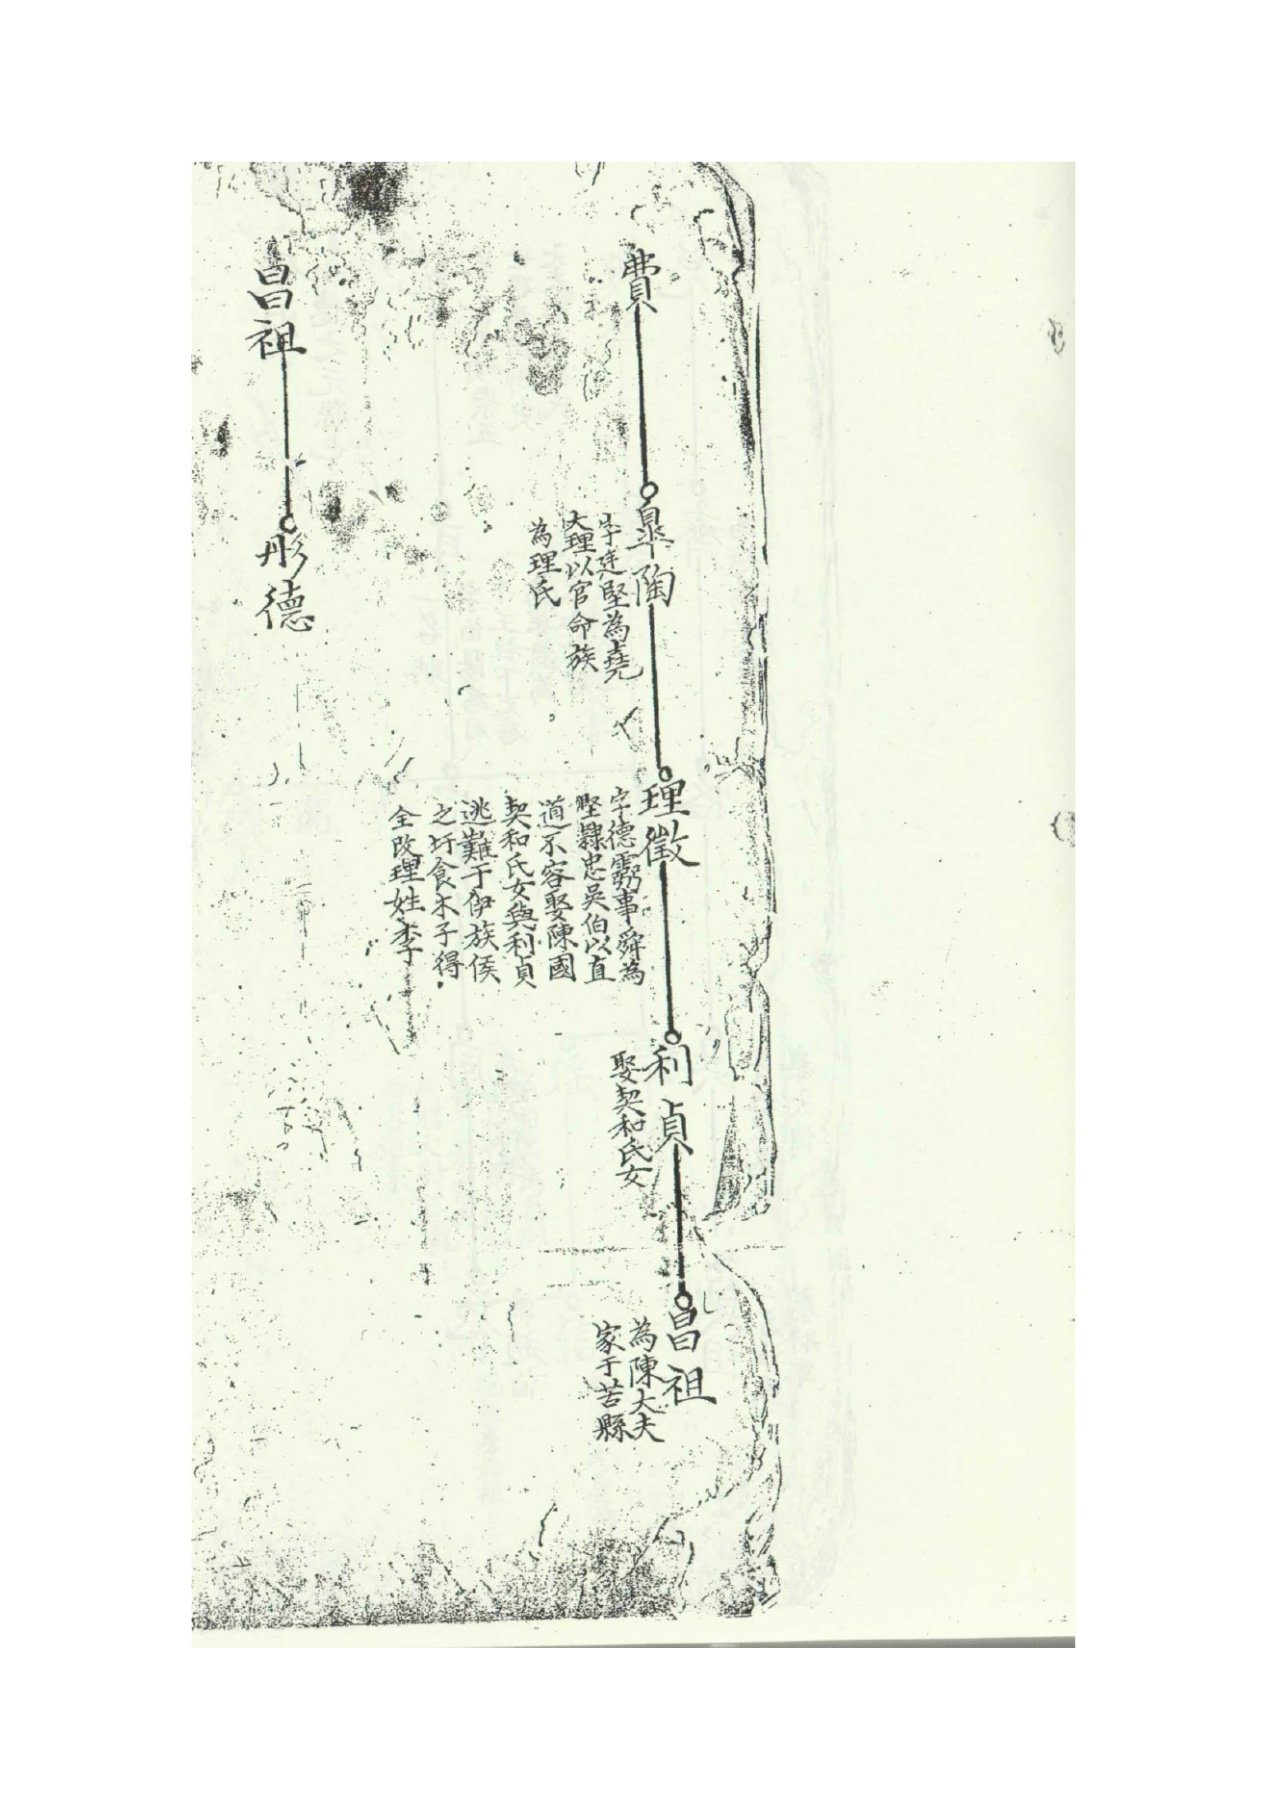 費
皋陶
字廷堅為堯
大理以官命族
為理氏
理徵
字德靈事舜為
堅隸忠吳伯以直
道不容娶陳國
契和氏女與利貞
逃難于伊族侯
之圩食木子得
全改理姓李
利貞
娶契和氏女
昌祖
為陳大夫
家于苦縣
昌祖
彤德